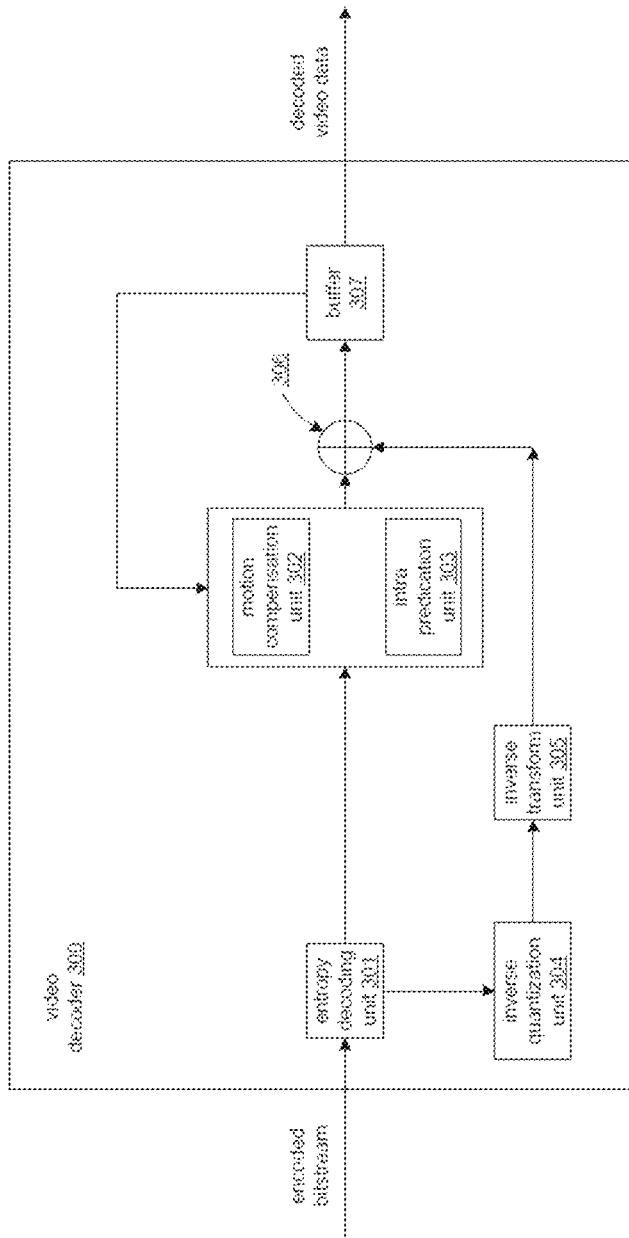 video
decoder 300
encoded
bitstream
entropy
decoding
unit 301
inverse
quantization
unit 304
inverse
transform
unit 305
motion
compensation
unit 302
intra
predication
unit 303
306
buffer
307
decoded
video data